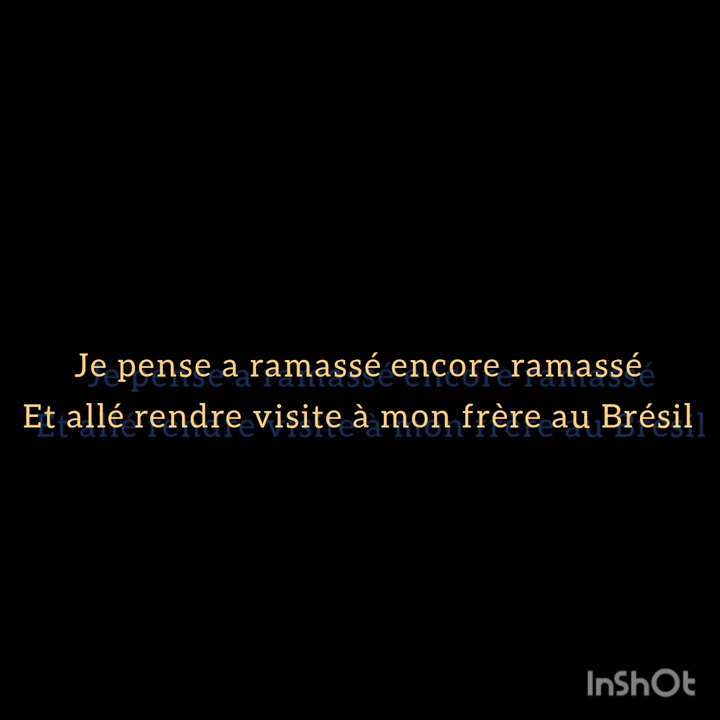 Je pense a ramassé encore ramassé
Et allé rendre visite à mon frère au Brésil
InShOt